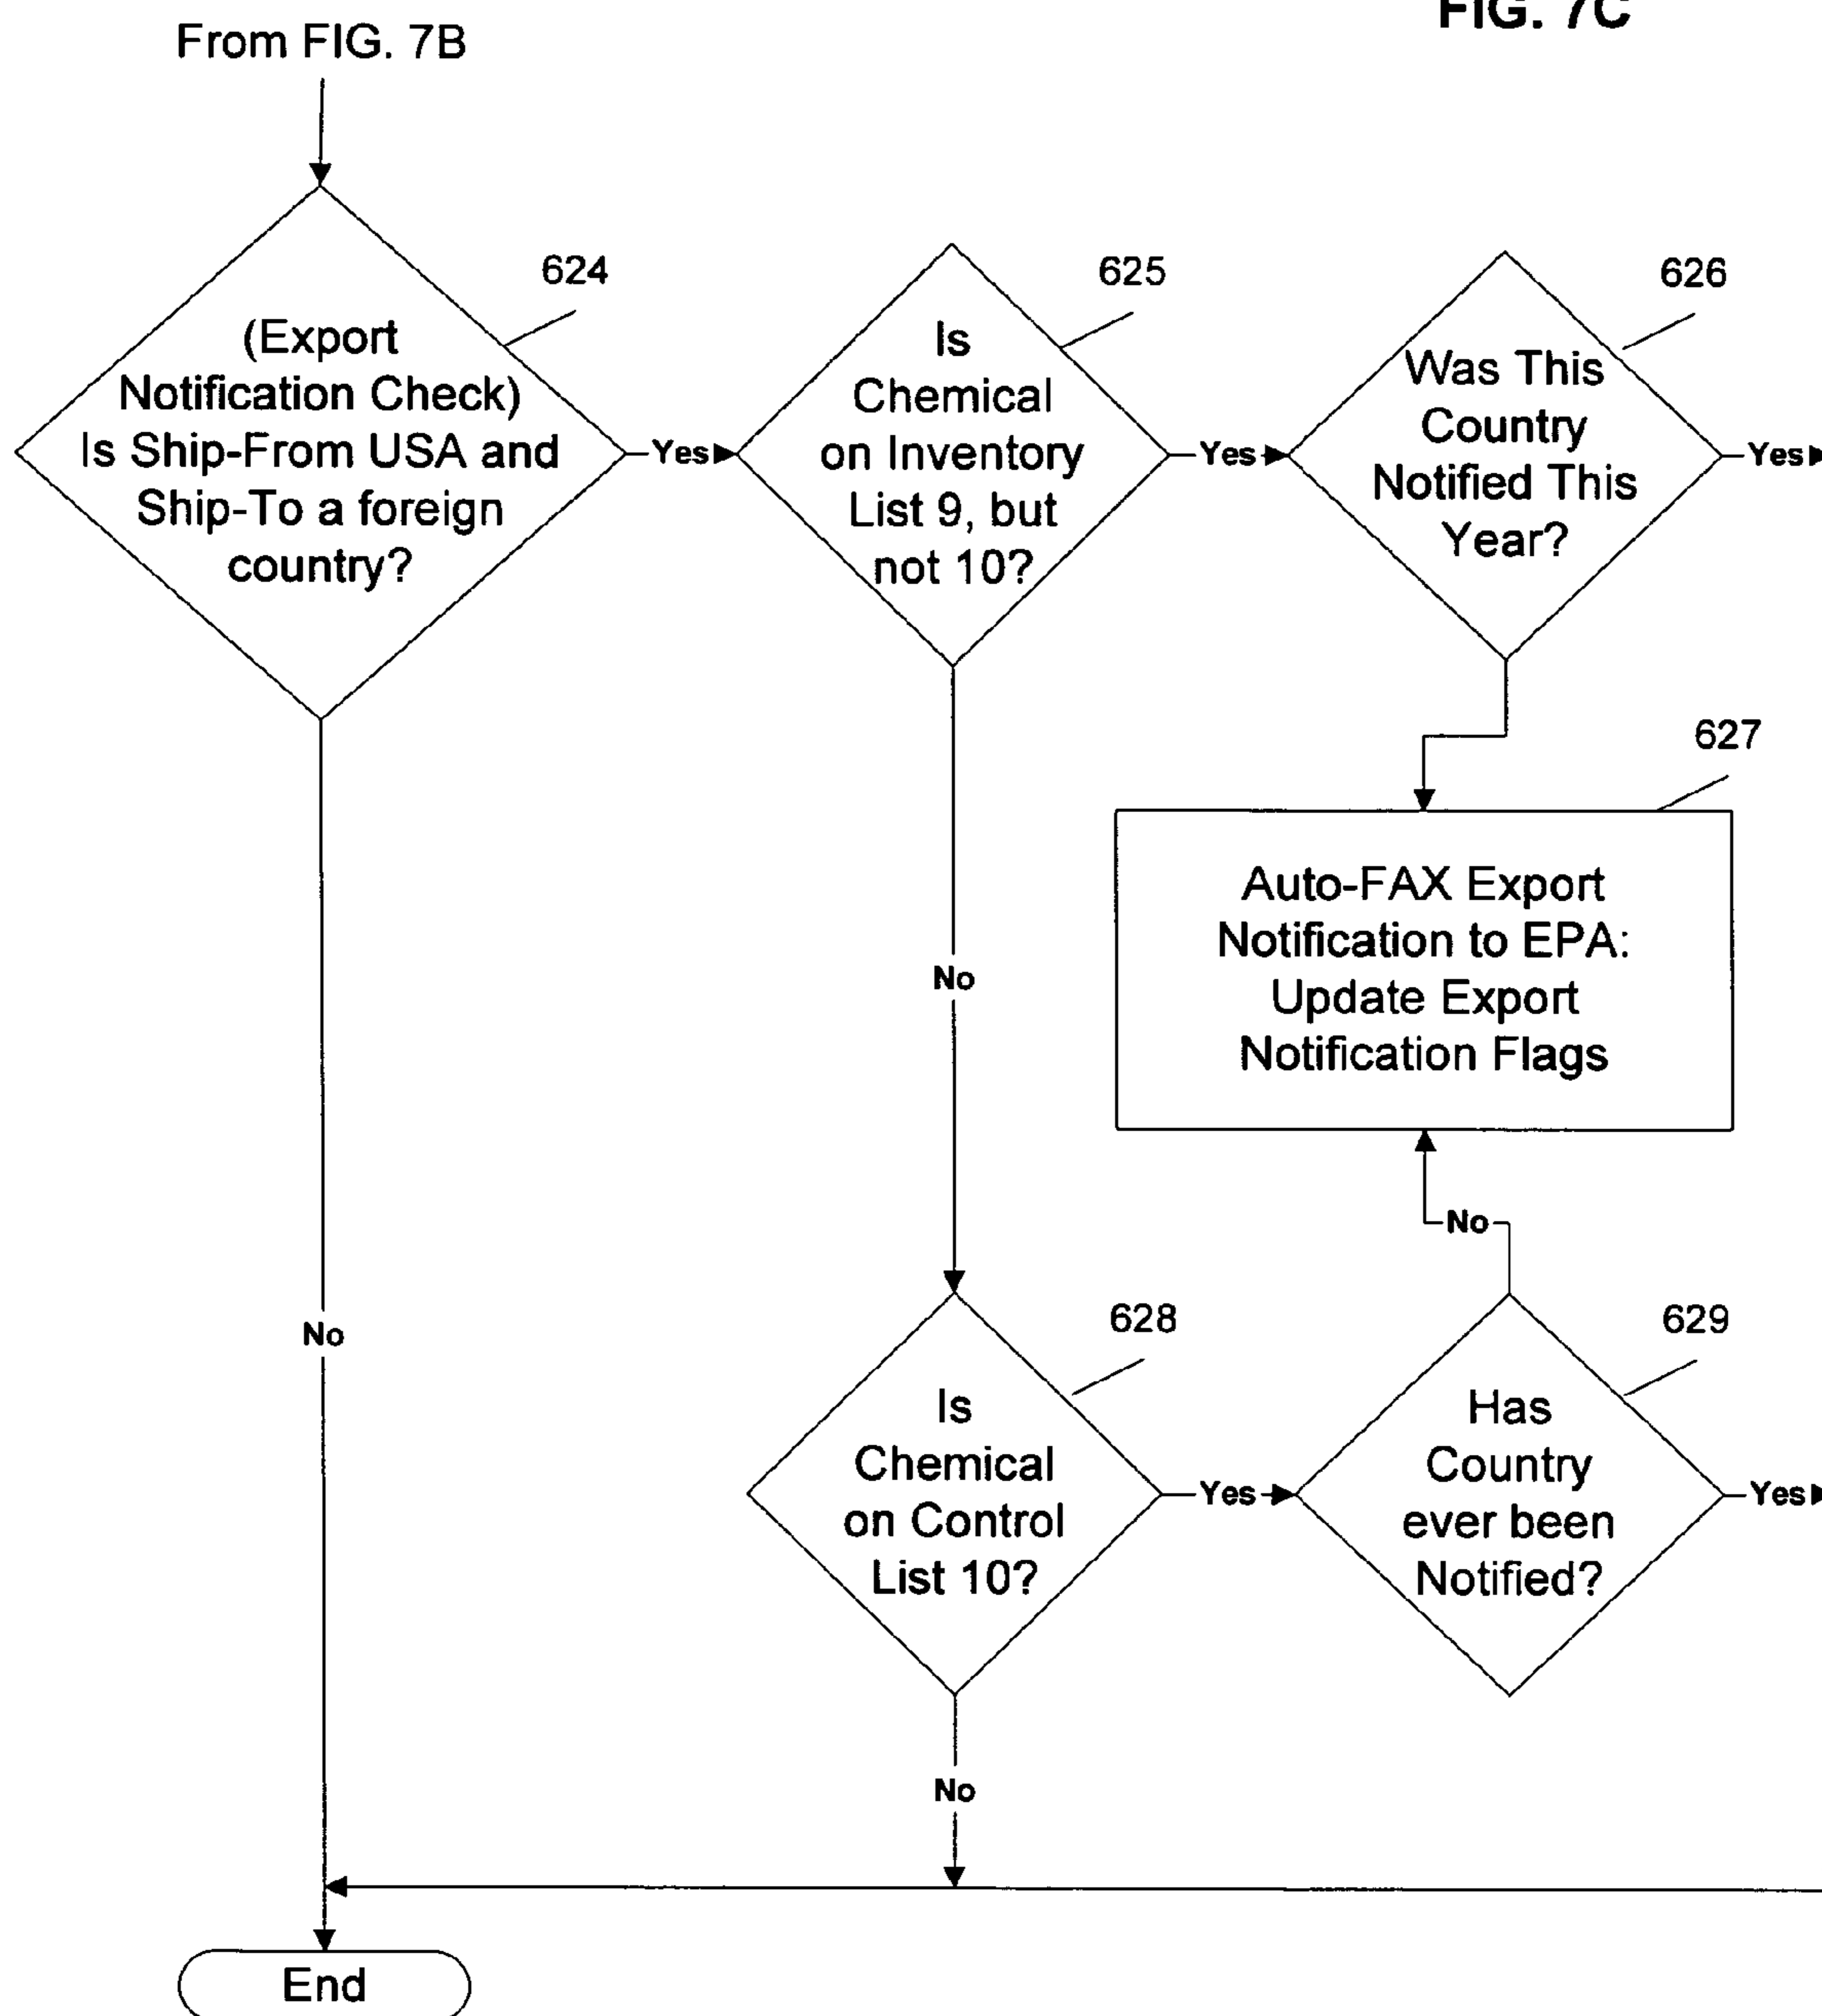 FIG. 7C
From FIG. 7B
624
(Export
Notification Check)
Is Ship-From USA and
Ship-To a foreign
country?
Yes
625
Is
Chemical
on Inventory
List 9, but
not 10?
Yes
626
Was This
Country
Notified This
Year?
Yes
627
Auto-FAX Export
Notification to EPA:
Update Export
Notification Flags
No
No
628
Is
Chemical
on Control
List 10?
Yes
629
Has
Country
ever been
Notified?
Yes
No
No
End